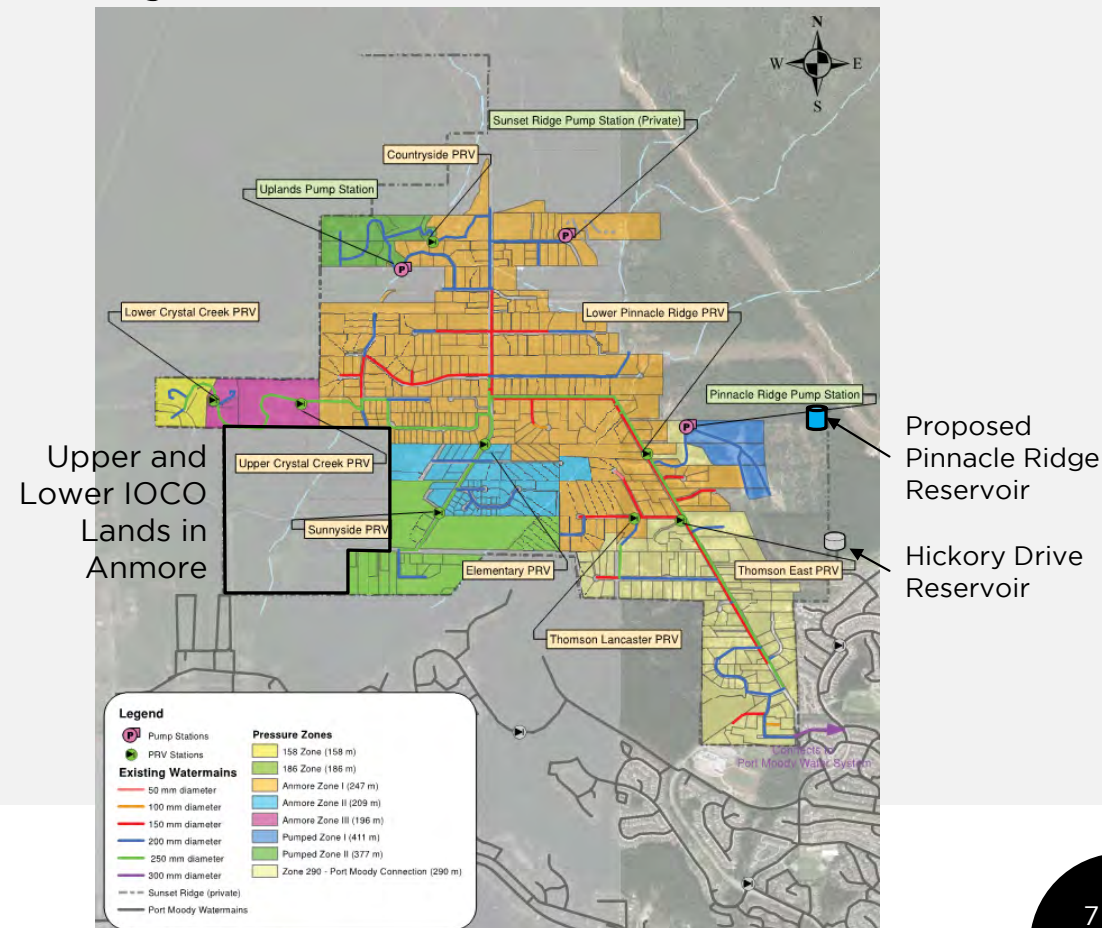 N
W E
S
Sunset Ridge Pump Station (Private)
Countryside PRV
Uplands Pump Station
Lower Crystal Creek PRV
Lower Pinnacle Ridge PRV
Pinnacle Ridge Pump Station
Proposed
Pinnacle Ridge
Reservoir
Upper and
Lower IOCO
Lands in
Anmore
Upper Crystal Creek PRV
Sunnyside PRV
Elementary PRV
Thomson East PRV
Hickory Drive
Reservoir
Thomson Lancaster PRV
Connects to
Port Moody Water System
Legend
P Pump Stations
PRV Stations
Existing Watermains
50 mm diameter
100 mm diameter
150 mm diameter
200 mm diameter
250 mm diameter
300 mm diameter
Sunset Ridge (private)
Port Moody Watermains
Pressure Zones
158 Zone (158 m)
186 Zone (186 m)
Anmore Zone I (247 m)
Anmore Zone II (209 m)
Anmore Zone III (196 m)
Pumped Zone I (411 m)
Pumped Zone II (377 m)
Zone 290 - Port Moody Connection (290 m)
P
P
P
7